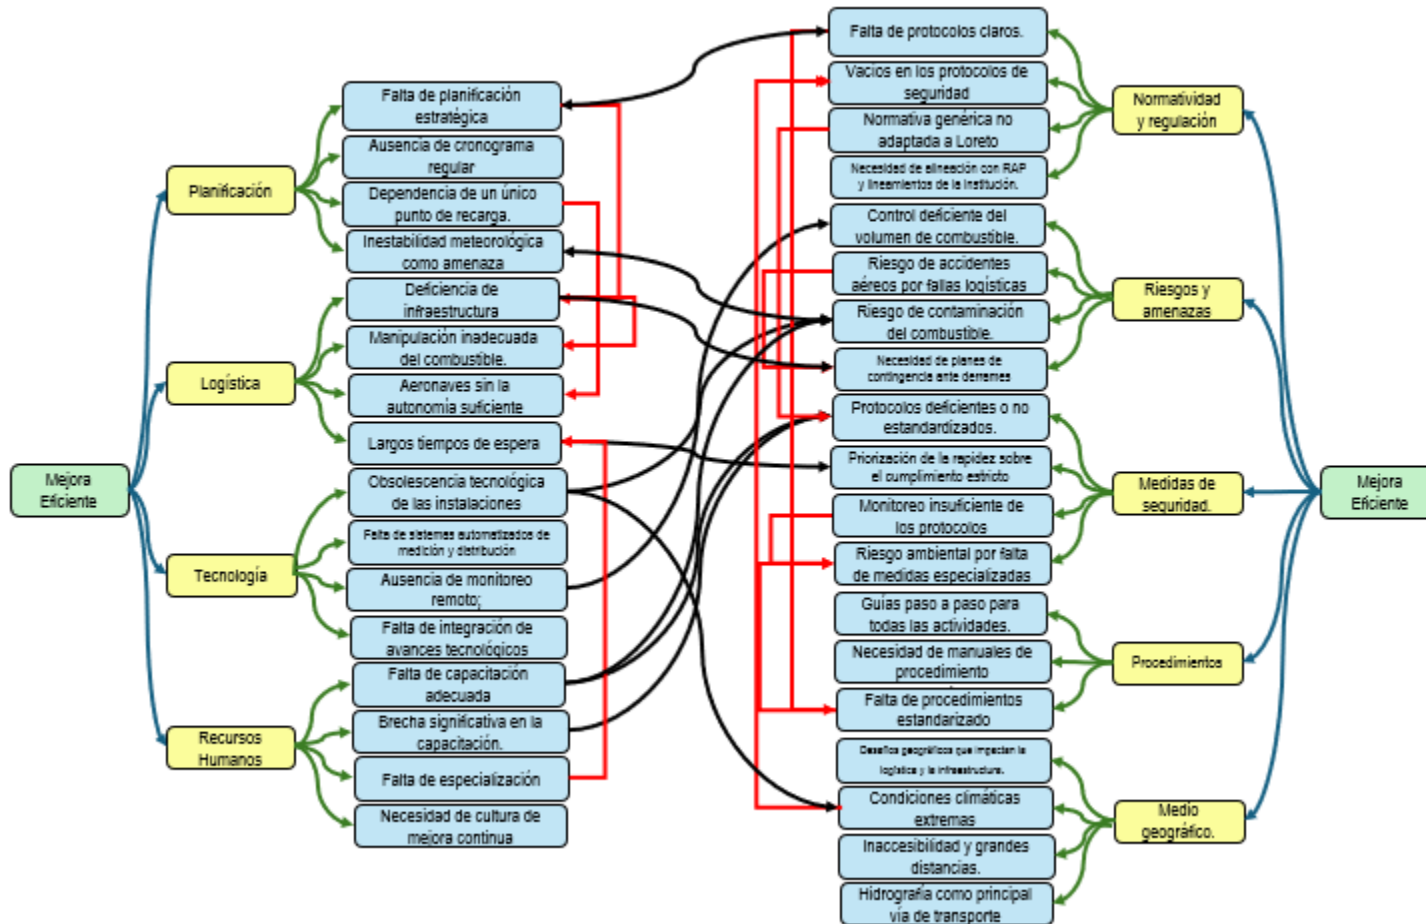 Mejora
Eficiente
Planificación
Logística
Tecnología
Recursos
Humanos
Falta de planificación
estratégica
Ausencia de cronograma
regular
Dependencia de un único
punto de recarga.
Inestabilidad meteorológica
como amenaza
Deficiencia de
infraestructura
Manipulación inadecuada
del combustible.
Aeronaves sin la
autonomía suficiente
Largos tiempos de espera
Obsolescencia tecnológica
de las instalaciones
Falta de sistemas automatizados de
medición y distribución
Ausencia de monitoreo
remoto;
Falta de integración de
avances tecnológicos
Falta de capacitación
adecuada
Brecha significativa en la
capacitación.
Falta de especialización
Necesidad de cultura de
mejora continua
Falta de protocolos claros.
Vacios en los protocolos de
seguridad
Normativa genérica no
adaptada a Loreto
Necesidad de alineación con RAP
y lineamientos de la institución.
Control deficiente del
volumen de combustible.
Riesgo de accidentes
aéreos por fallas logísticas
Riesgo de contaminación
del combustible.
Necesidad de planes de
contingencia ante derrames
Protocolos deficientes o no
estandarizados.
Priorización de la rapidez sobre
el cumplimiento estricto
Monitoreo insuficiente de
los protocolos
Riesgo ambiental por falta
de medidas especializadas
Guías paso a paso para
todas las actividades.
Necesidad de manuales de
procedimiento
Falta de procedimientos
estandarizado
Desafíos geográficos que impactan la
logística y la infraestructura.
Condiciones climáticas
extremas
Inaccesibilidad y grandes
distancias.
Hidrografía como principal
vía de transporte
Normatividad
y regulación
Riesgos y
amenazas
Medidas de
seguridad.
Procedimientos
Medio
geográfico.
Mejora
Eficiente